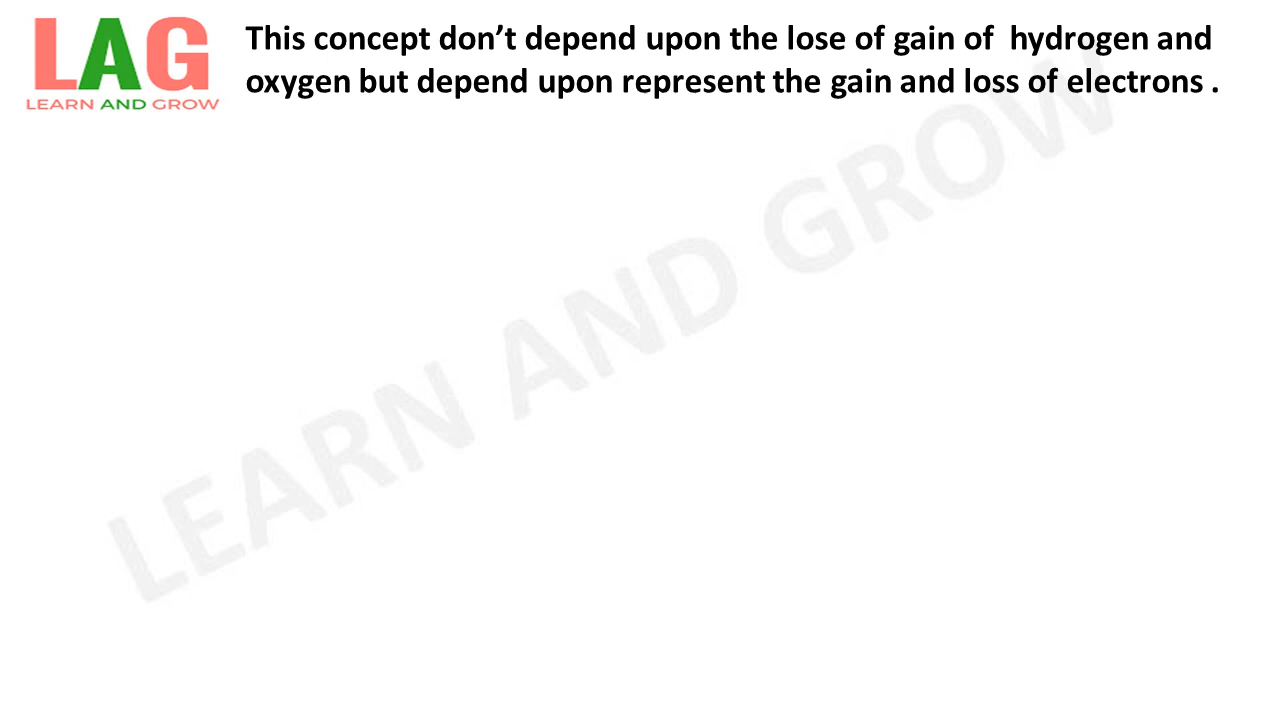 LAG
LEARN AND GROW
This concept don’t depend upon the lose of gain of  hydrogen and
oxygen but depend upon represent the gain and loss of electrons .
LEARN AND GROW